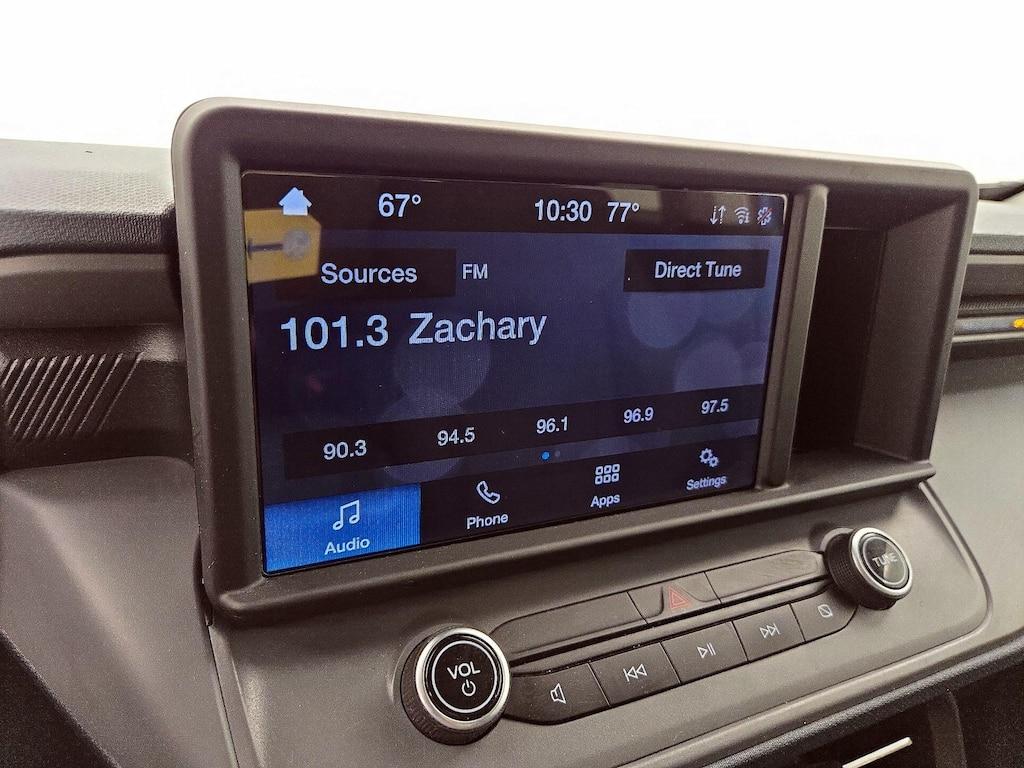 67° 10:30 77°
Sources FM Direct Tune
101.3 Zachary
90.3 94.5 96.1 96.9 97.5
Audio Phone Apps Settings
VOL
TUNE